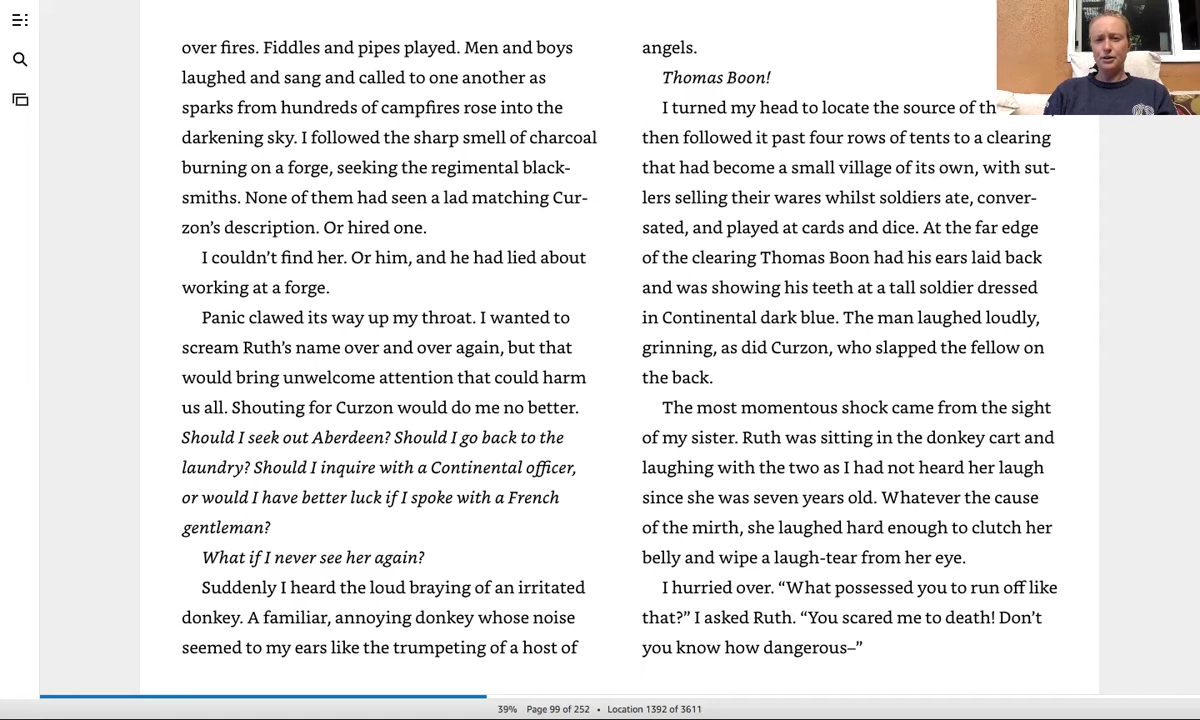 over fires. Fiddles and pipes played. Men and boys
laughed and sang and called to one another as
sparks from hundreds of campfires rose into the
darkening sky. I followed the sharp smell of charcoal
burning on a forge, seeking the regimental black-
smiths. None of them had seen a lad matching Cur-
zon’s description. Or hired one.
I couldn’t find her. Or him, and he had lied about
working at a forge.
Panic clawed its way up my throat. I wanted to
scream Ruth’s name over and over again, but that
would bring unwelcome attention that could harm
us all. Shouting for Curzon would do me no better.
Should I seek out Aberdeen? Should I go back to the
laundry? Should I inquire with a Continental officer,
or would I have better luck if I spoke with a French
gentleman?
What if I never see her again?
Suddenly I heard the loud braying of an irritated
donkey. A familiar, annoying donkey whose noise
seemed to my ears like the trumpeting of a host of
angels.
Thomas Boon!
I turned my head to locate the source of
then followed it past four rows of tents to a clearing
that had become a small village of its own, with sut-
lers selling their wares whilst soldiers ate, conver-
sated, and played at cards and dice. At the far edge
of the clearing Thomas Boon had his ears laid back
and was showing his teeth at a tall soldier dressed
in Continental dark blue. The man laughed loudly,
grinning, as did Curzon, who slapped the fellow on
the back.
The most momentous shock came from the sight
of my sister. Ruth was sitting in the donkey cart and
laughing with the two as I had not heard her laugh
since she was seven years old. Whatever the cause
of the mirth, she laughed hard enough to clutch her
belly and wipe a laugh-tear from her eye.
I hurried over. “What possessed you to run off like
that?” I asked Ruth. “You scared me to death! Don’t
you know how dangerous–”
39% Page 99 of 252 • Location 1392 of 3611